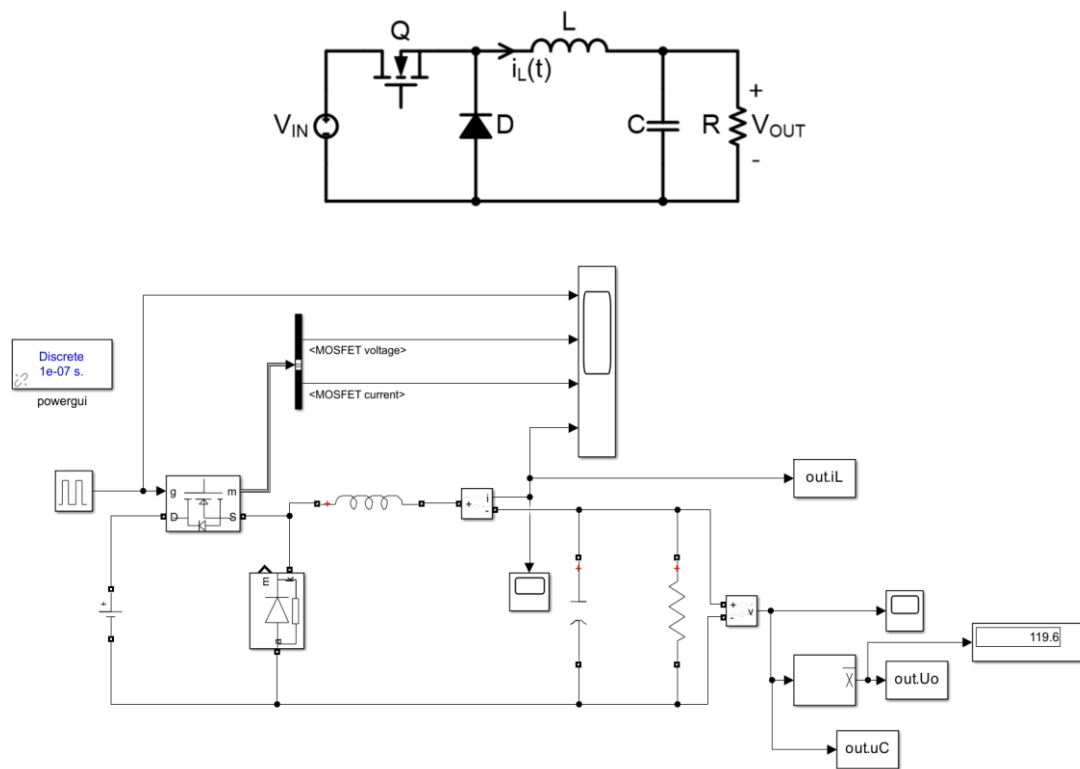 Q
L
iL(t)
VIN
D
C
R
+
VOUT
-
Discrete
1e-07 s.
powergui
<MOSFET voltage>
<MOSFET current>
g
m
D
S
+
i
-
out.iL
m
k
a
+
+
-
v
119.6
x
out.Uo
out.uC